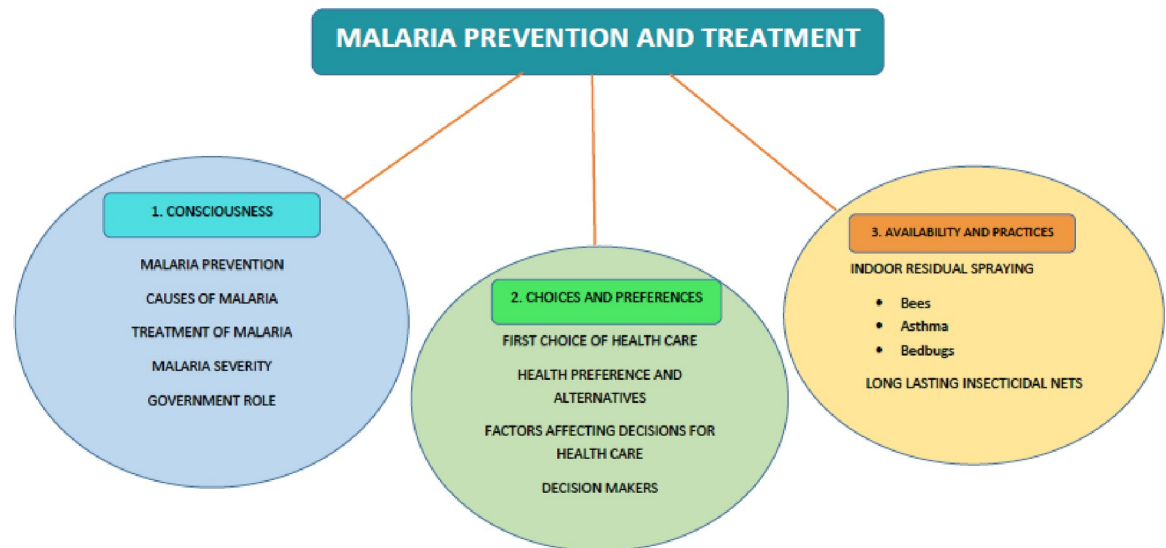 MALARIA PREVENTION AND TREATMENT
1. CONSCIOUSNESS
MALARIA PREVENTION
CAUSES OF MALARIA
TREATMENT OF MALARIA
MALARIA SEVERITY
GOVERNMENT ROLE
2. CHOICES AND PREFERENCES
FIRST CHOICE OF HEALTH CARE
HEALTH PREFERENCE AND
ALTERNATIVES
FACTORS AFFECTING DECISIONS FOR
HEALTH CARE
DECISION MAKERS
3. AVAILABILITY AND PRACTICES
INDOOR RESIDUAL SPRAYING
• Bees
• Asthma
• Bedbugs
LONG LASTING INSECTICIDAL NETS